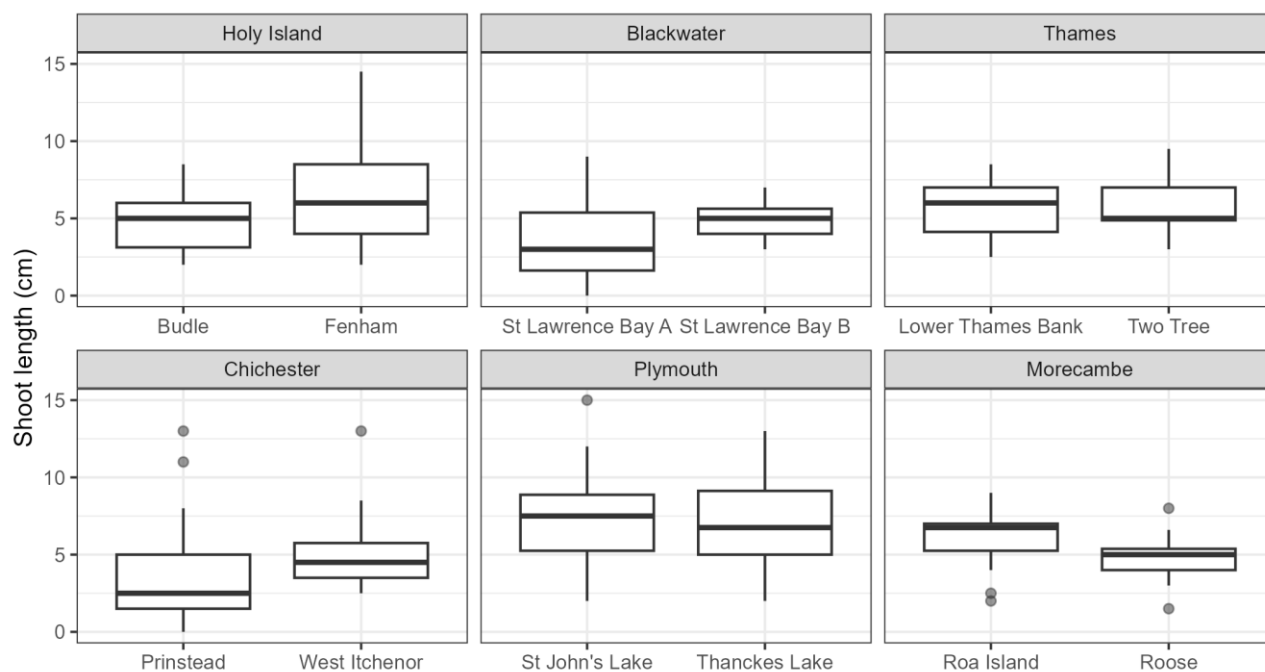 Holy Island Blackwater Thames
15
10
5
0
Budle Fenham St Lawrence Bay A St Lawrence Bay B Lower Thames Bank Two Tree
Shoot length (cm)
Chichester Plymouth Morecambe
15
10
5
0
Prinstead West Itchenor St John's Lake Thanckes Lake Roa Island Roose